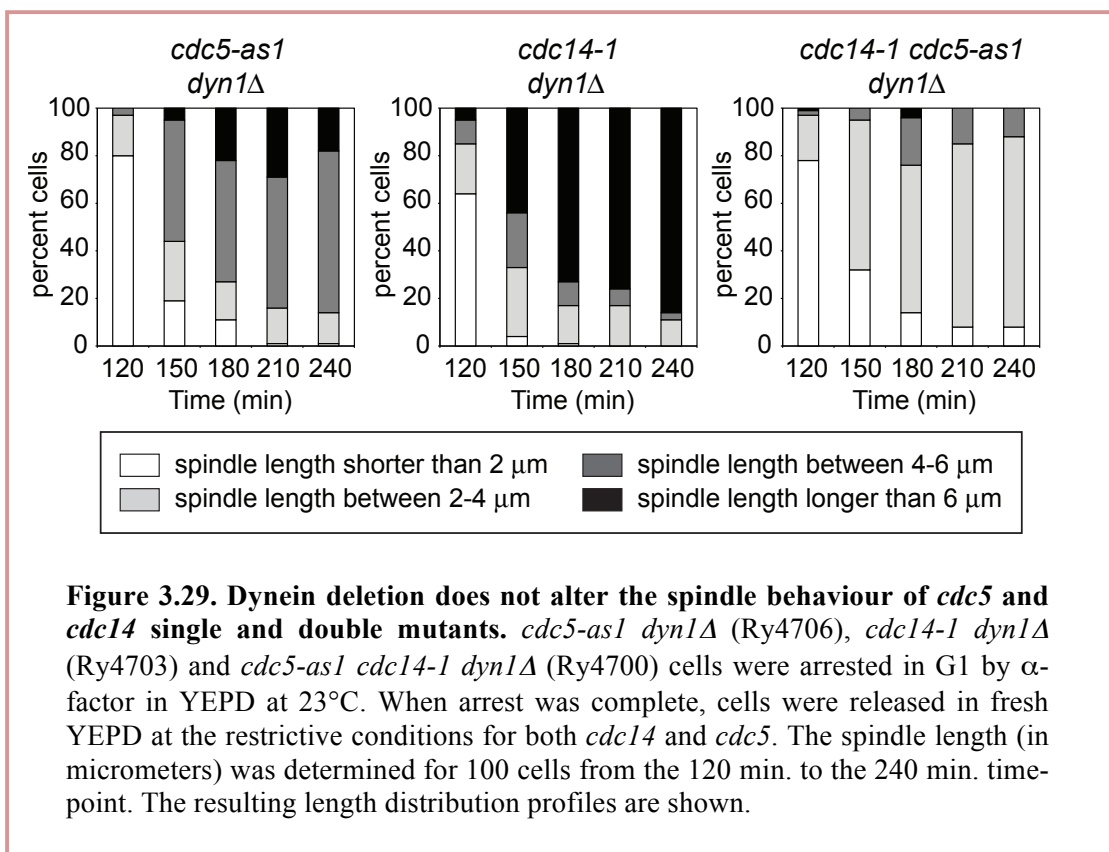 cdc5-as1
dyn1Δ
cdc14-1
dyn1Δ
cdc14-1 cdc5-as1
dyn1Δ
percent cells
100
80
60
40
20
0
120 150 180 210 240
Time (min)
percent cells
100
80
60
40
20
0
120 150 180 210 240
Time (min)
percent cells
100
80
60
40
20
0
120 150 180 210 240
Time (min)
spindle length shorter than 2 μm
spindle length between 2-4 μm
spindle length between 4-6 μm
spindle length longer than 6 μm
Figure 3.29. Dynein deletion does not alter the spindle behaviour of cdc5 and
cdc14 single and double mutants. cdc5-as1 dyn1Δ (Ry4706), cdc14-1 dyn1Δ
(Ry4703) and cdc5-as1 cdc14-1 dyn1Δ (Ry4700) cells were arrested in G1 by α-
factor in YEPD at 23°C. When arrest was complete, cells were released in fresh
YEPD at the restrictive conditions for both cdc14 and cdc5. The spindle length (in
micrometers) was determined for 100 cells from the 120 min. to the 240 min. time-
point. The resulting length distribution profiles are shown.